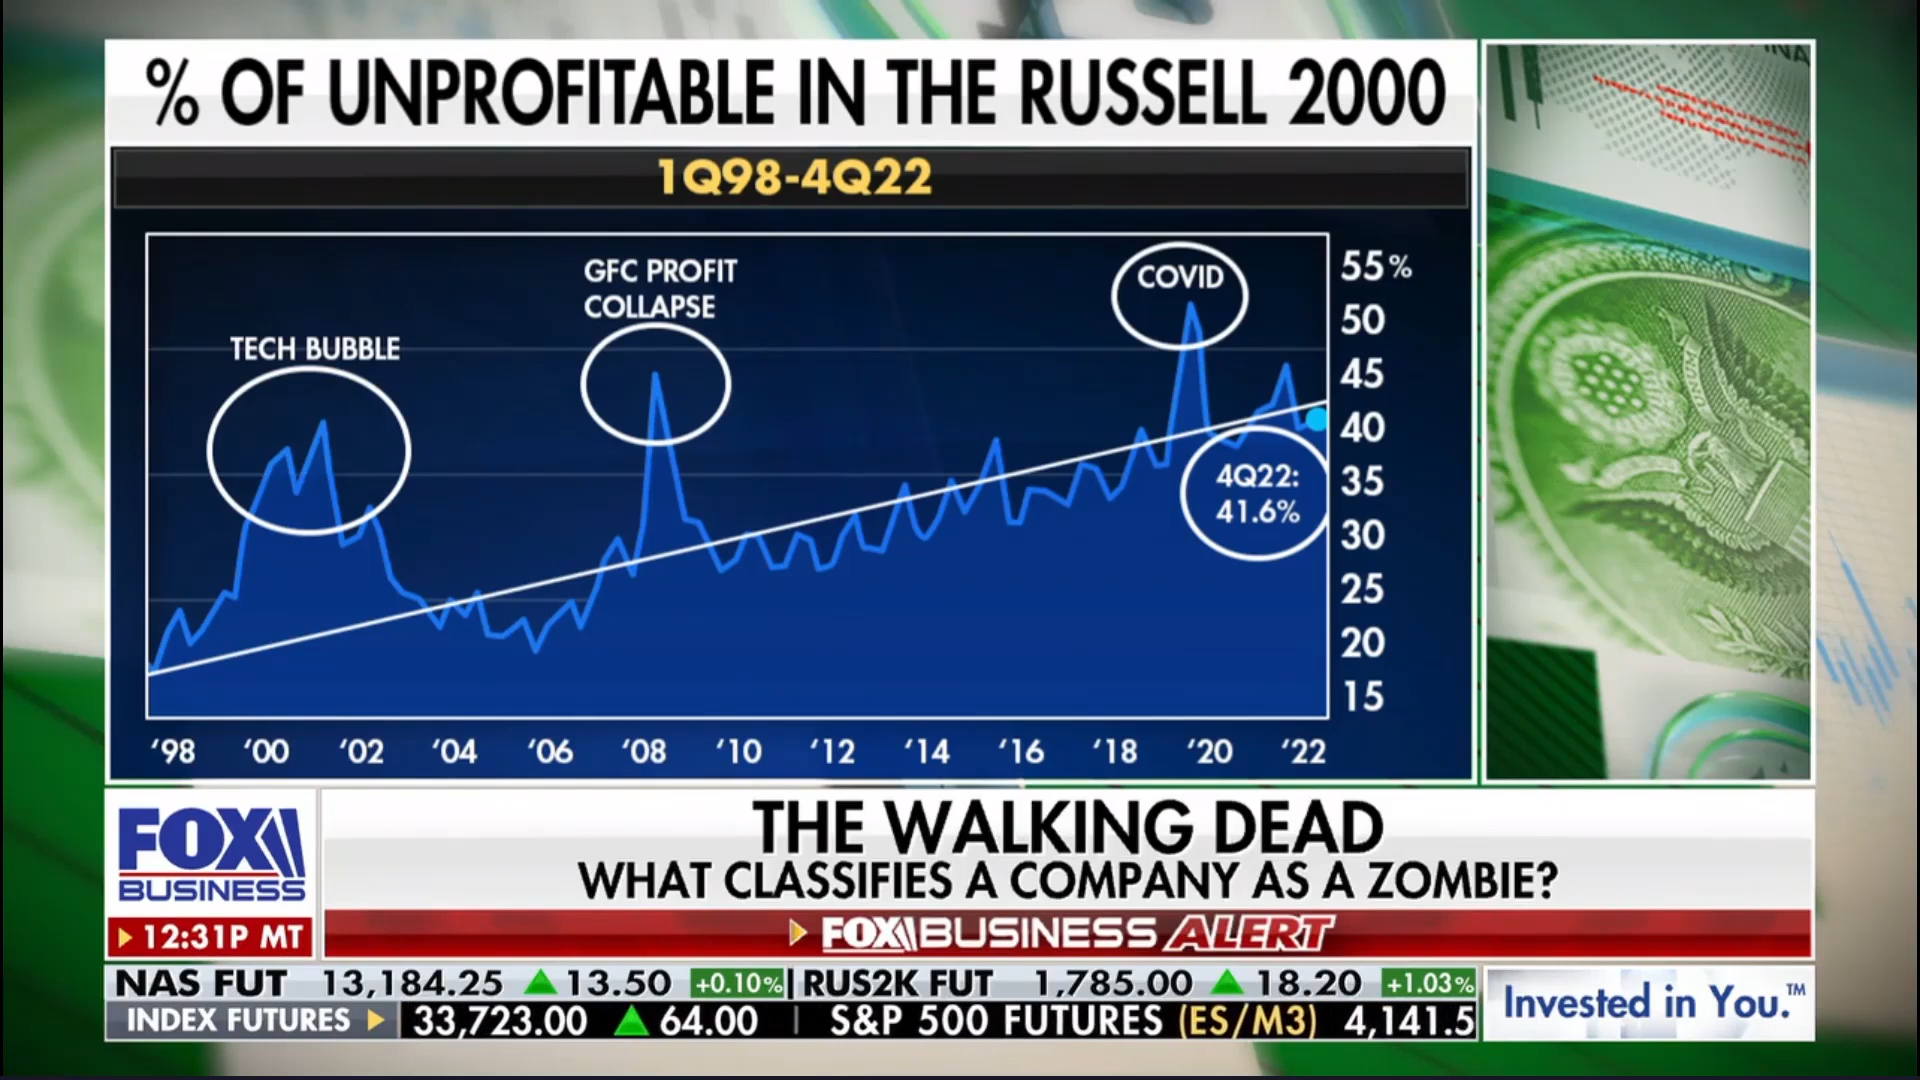 % OF UNPROFITABLE IN THE RUSSELL 2000
1Q98-4Q22
TECH BUBBLE
GFC PROFIT
COLLAPSE
COVID
4Q22:
41.6%
55%
50
45
40
35
30
25
20
15
‘98 ‘00 ‘02 ‘04 ‘06 ‘08 ‘10 ‘12 ‘14 ‘16 ‘18 ‘20 ‘22
FOX
BUSINESS
12:31P MT
THE WALKING DEAD
WHAT CLASSIFIES A COMPANY AS A ZOMBIE?
FOX BUSINESS ALERT
NAS FUT 13,184.25 ▲ 13.50 +0.10% | RUS2K FUT 1,785.00 ▲ 18.20 +1.03%
INDEX FUTURES 33,723.00 ▲ 64.00 | S&P 500 FUTURES (ES/M3) 4,141.5
Invested in You.™